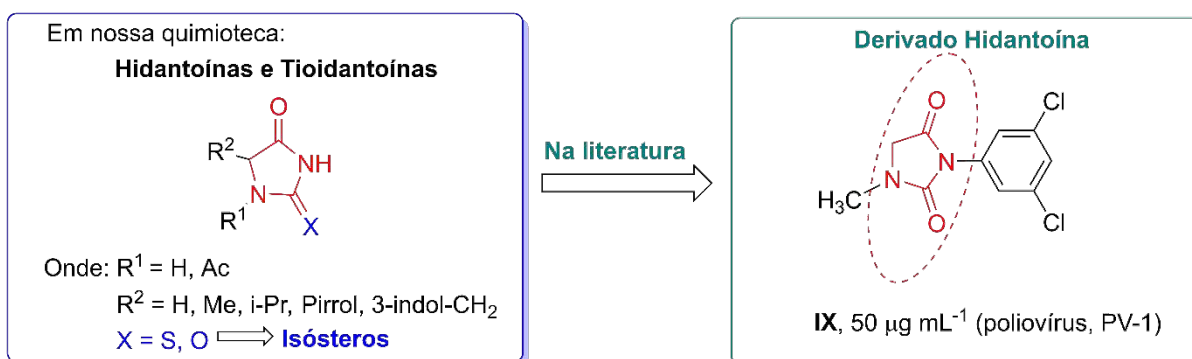 Em nossa quimioteca:
Hidantoínas e Tioidantoínas
O
R²
NH
N
R¹
X
Onde: R¹ = H, Ac
R² = H, Me, i-Pr, Pirrol, 3-indol-CH₂
X = S, O Isósteros
Na literatura
Derivado Hidantoína
O
Cl
N
N
H₃C
O
Cl
IX, 50 µg mL⁻¹ (poliovírus, PV-1)